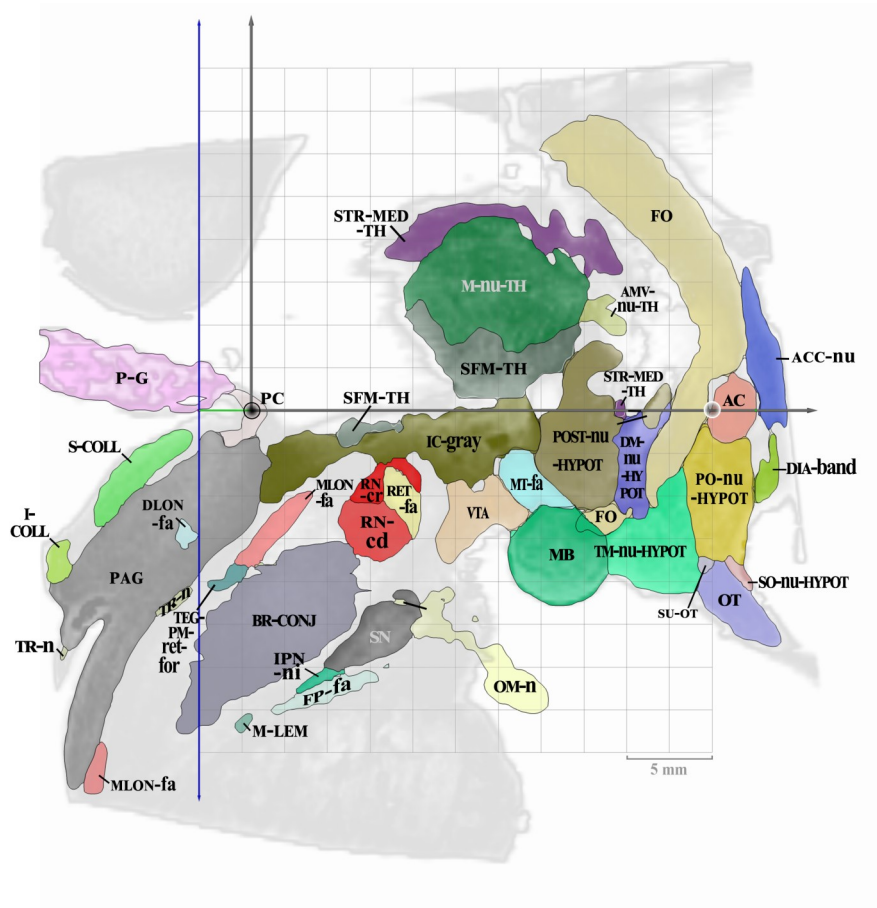 FO
STR-MED
-TH
M-nu-TH
AMV-
nu-TH
ACC-nu
P-G
SFM-TH
STR-MED
-TH
PC
AC
SFM-TH
S-COLL
IC-gray
POST-nu
-HYPOT
DM-
nu
-HY
POT
DIA-band
PO-nu
-HYPOT
MLON
-fa
RN
-cr
RET
-fa
MT-fa
DLON
-fa
I-
COLL
VTA
FO
RN-
cd
MB
TM-nu-HYPOT
PAG
SO-nu-HYPOT
TR-n
OT
SU-OT
TEG-
PM-
ret-
for
BR-CONJ
SN
TR-n
IPN
-ni
OM-n
FP-fa
M-LEM
5 mm
MLON-fa